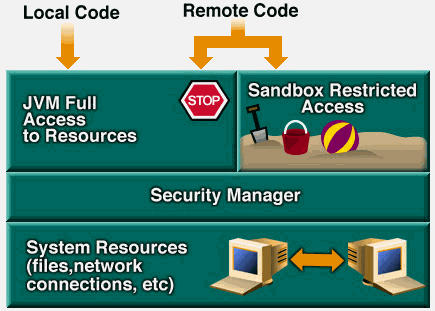 Local Code
Remote Code
JVM Full
Access
to Resources
STOP
Sandbox Restricted
Access
Security Manager
System Resources
(files,network
connections, etc)